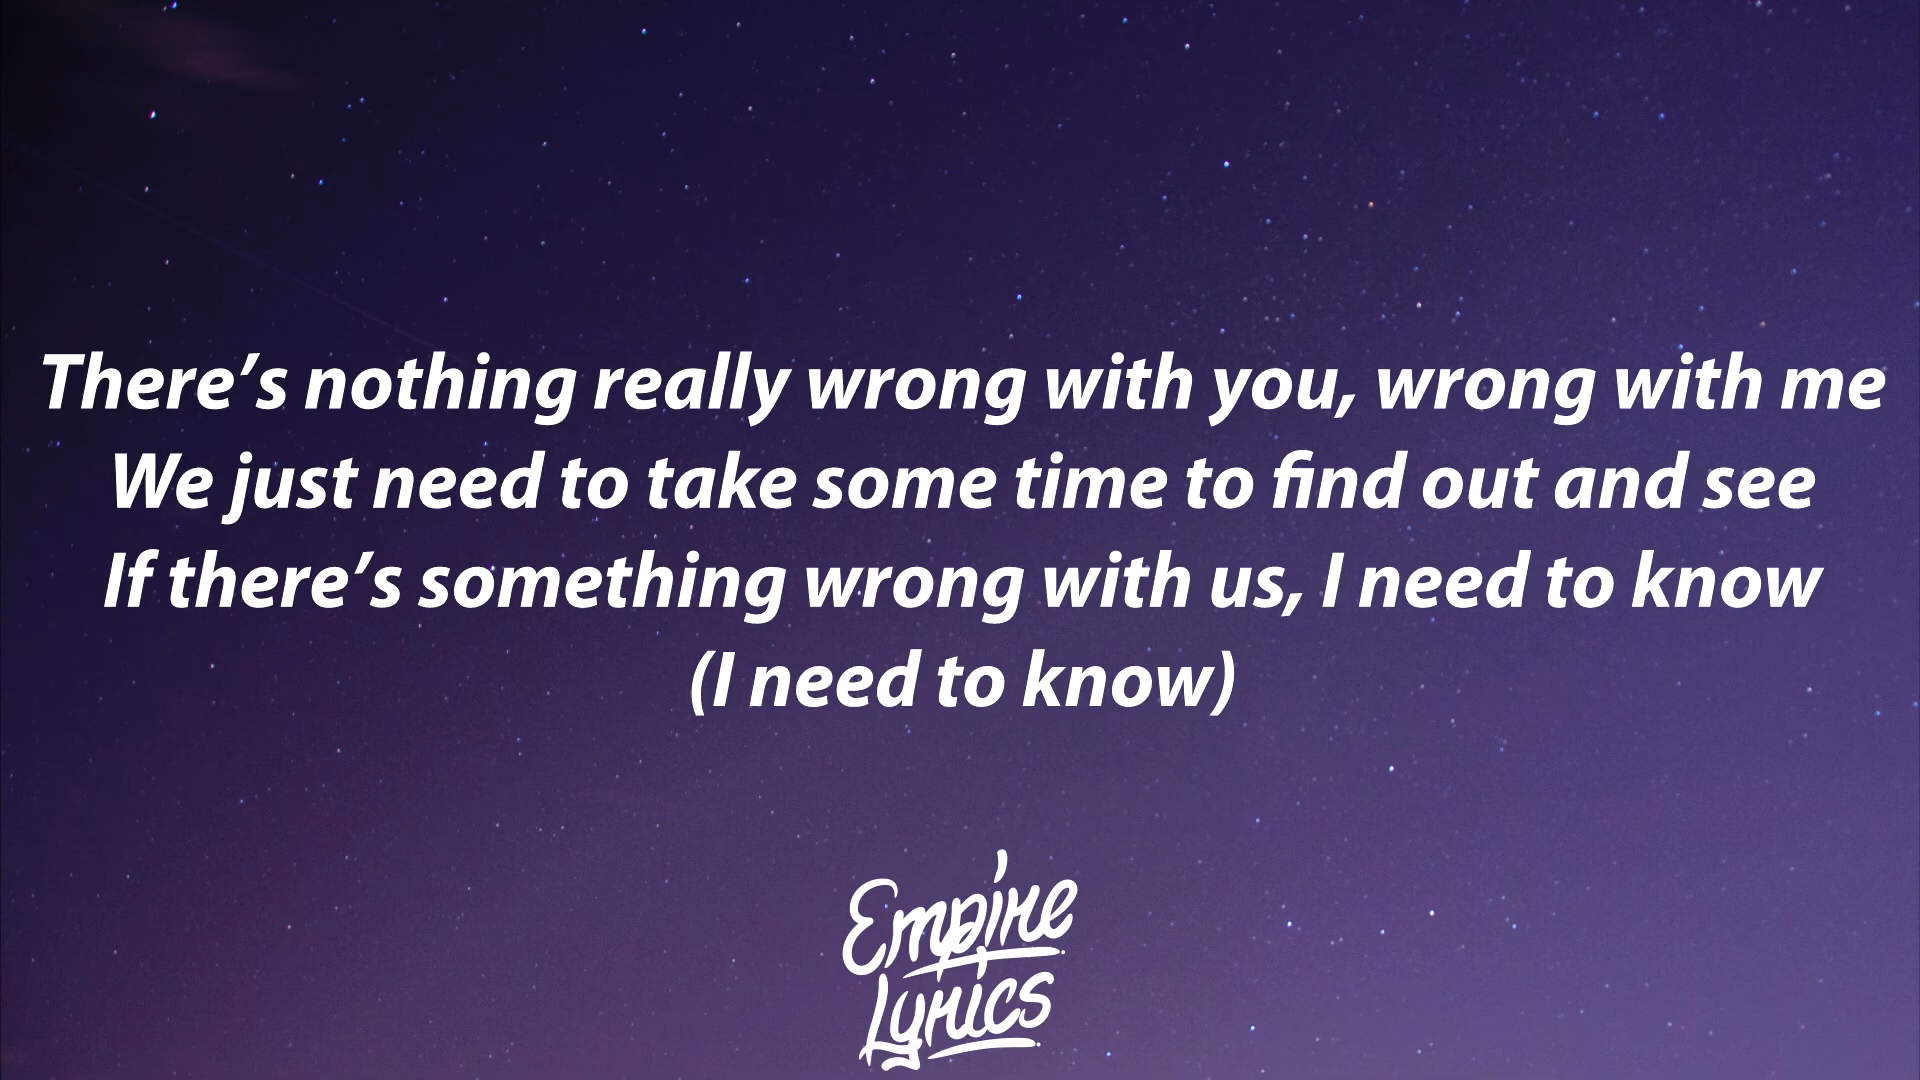 There’s nothing really wrong with you, wrong with me
We just need to take some time to find out and see
If there’s something wrong with us, I need to know
(I need to know)
Empire
Lyrics